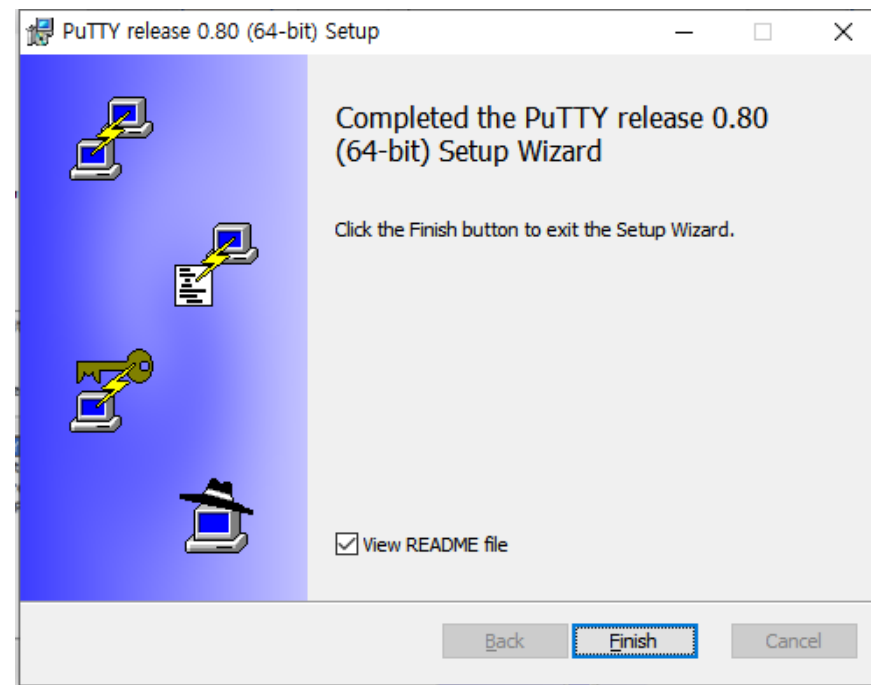 PuTTY release 0.80 (64-bit) Setup
Completed the PuTTY release 0.80
(64-bit) Setup Wizard
Click the Finish button to exit the Setup Wizard.
View README file
Back
Finish
Cancel